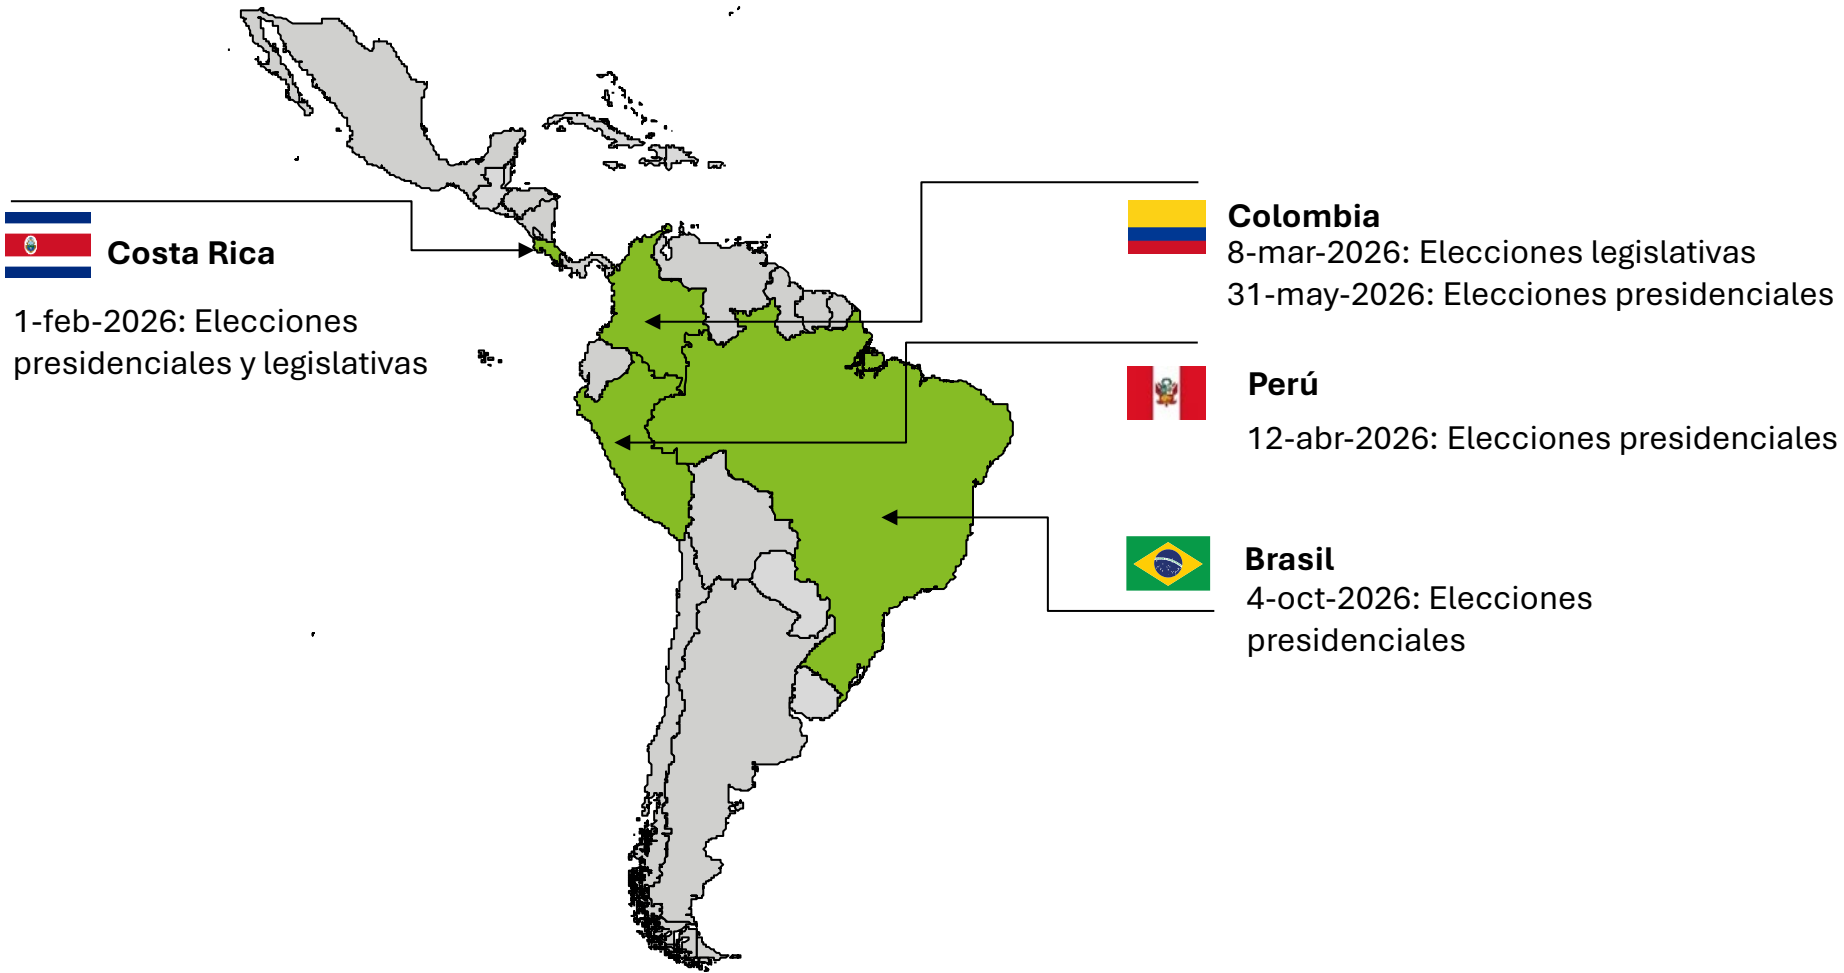 Costa Rica
1-feb-2026: Elecciones
presidenciales y legislativas
Colombia
8-mar-2026: Elecciones legislativas
31-may-2026: Elecciones presidenciales
Perú
12-abr-2026: Elecciones presidenciales
Brasil
4-oct-2026: Elecciones
presidenciales